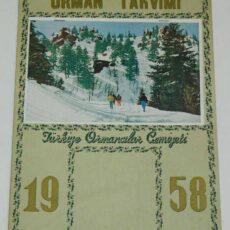 ORMAN TAKVİMİ
Türkiye Ormancılar Cemiyeti
19 58